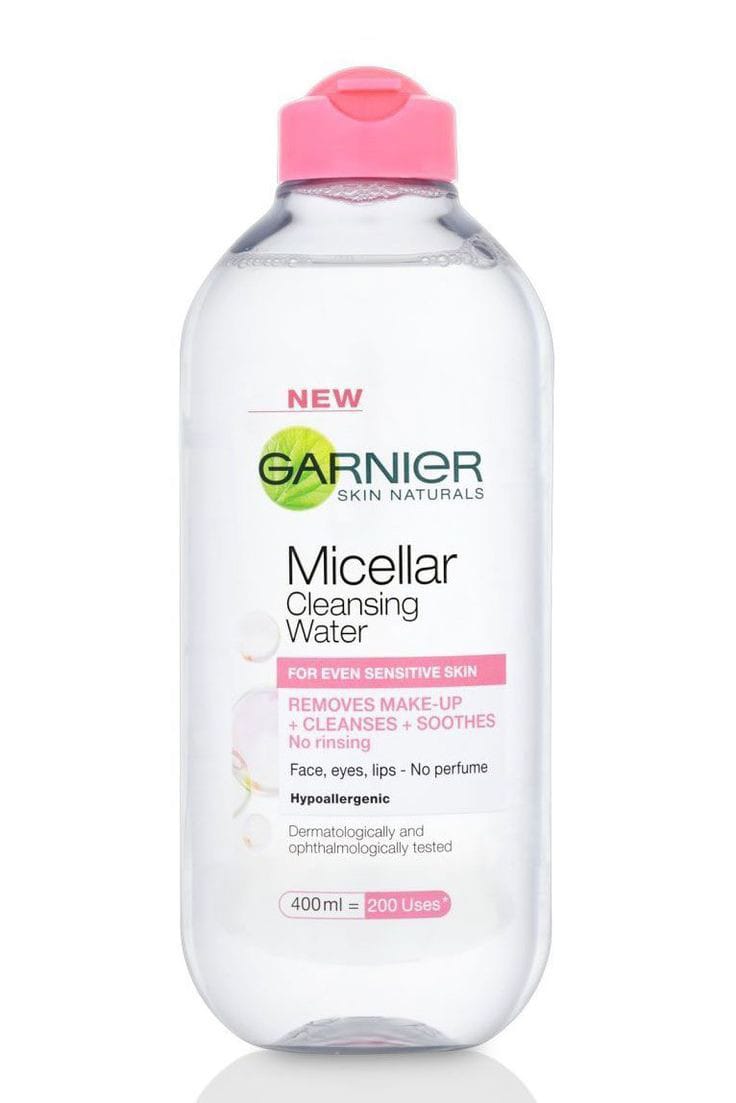 NEW
GARNIER
SKIN NATURALS
Micellar
Cleansing
Water
FOR EVEN SENSITIVE SKIN
REMOVES MAKE-UP
+ CLEANSES + SOOTHES
No rinsing
Face, eyes, lips - No perfume
Hypoallergenic
Dermatologically and
ophthalmologically tested
400ml = 200 Uses*